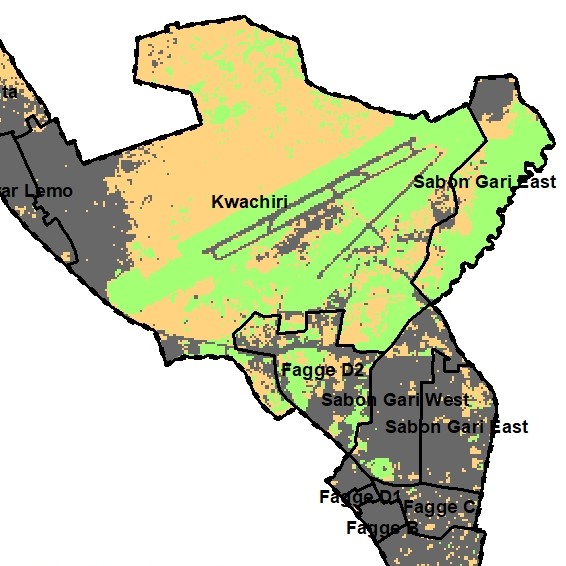 ta
ar Lemo
Kwachiri
Sabon Gari East
Fagge D2
Sabon Gari West
Sabon Gari East
Fagge D1
Fagge C
Fagge B